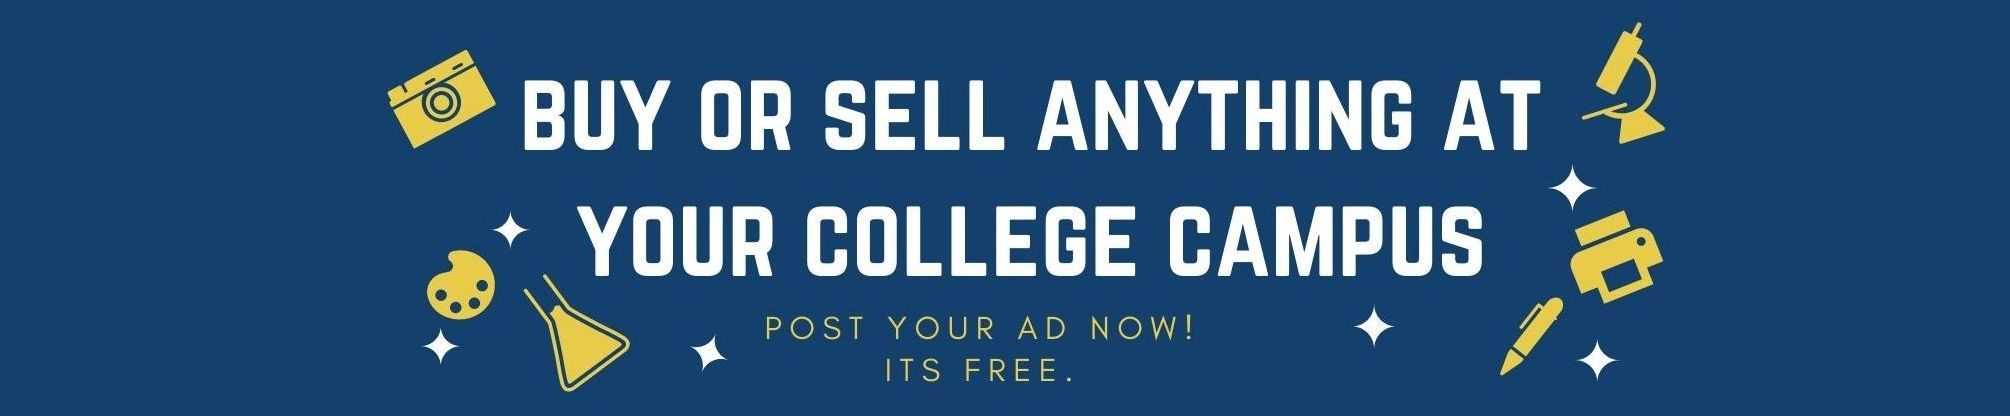 BUY OR SELL ANYTHING AT
YOUR COLLEGE CAMPUS
POST YOUR AD NOW!
ITS FREE.